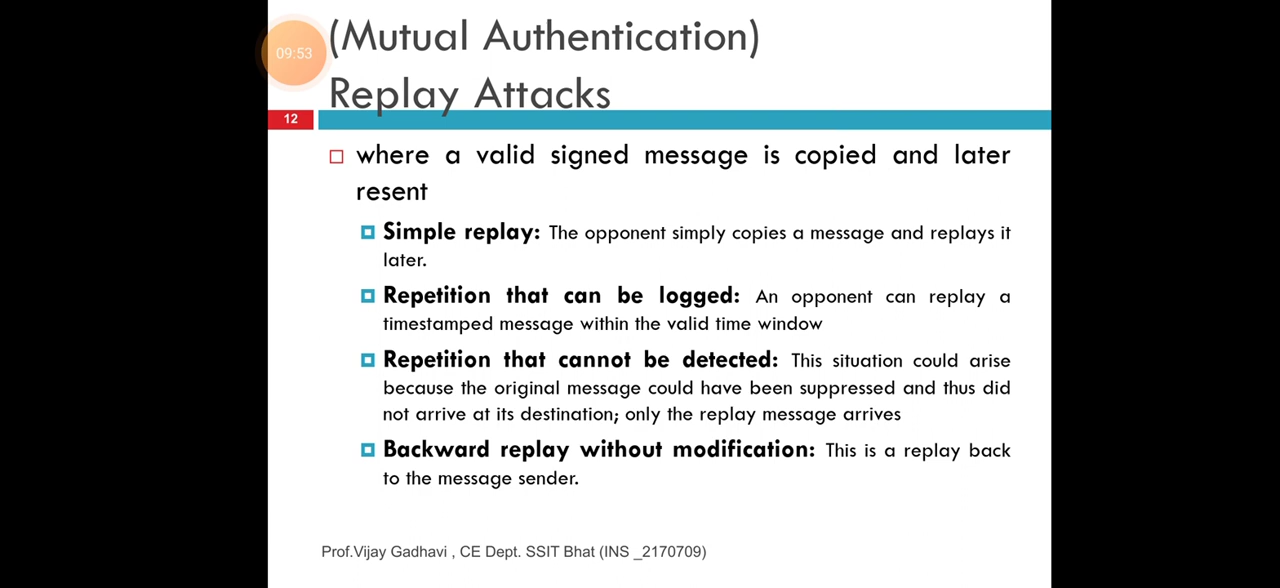 (Mutual Authentication)
09:53
Replay Attacks
12
where a valid signed message is copied and later
resent
Simple replay: The opponent simply copies a message and replays it
later.
Repetition that can be logged: An opponent can replay a
timestamped message within the valid time window
Repetition that cannot be detected: This situation could arise
because the original message could have been suppressed and thus did
not arrive at its destination; only the replay message arrives
Backward replay without modification: This is a replay back
to the message sender.
Prof.Vijay Gadhavi , CE Dept. SSIT Bhat (INS _2170709)